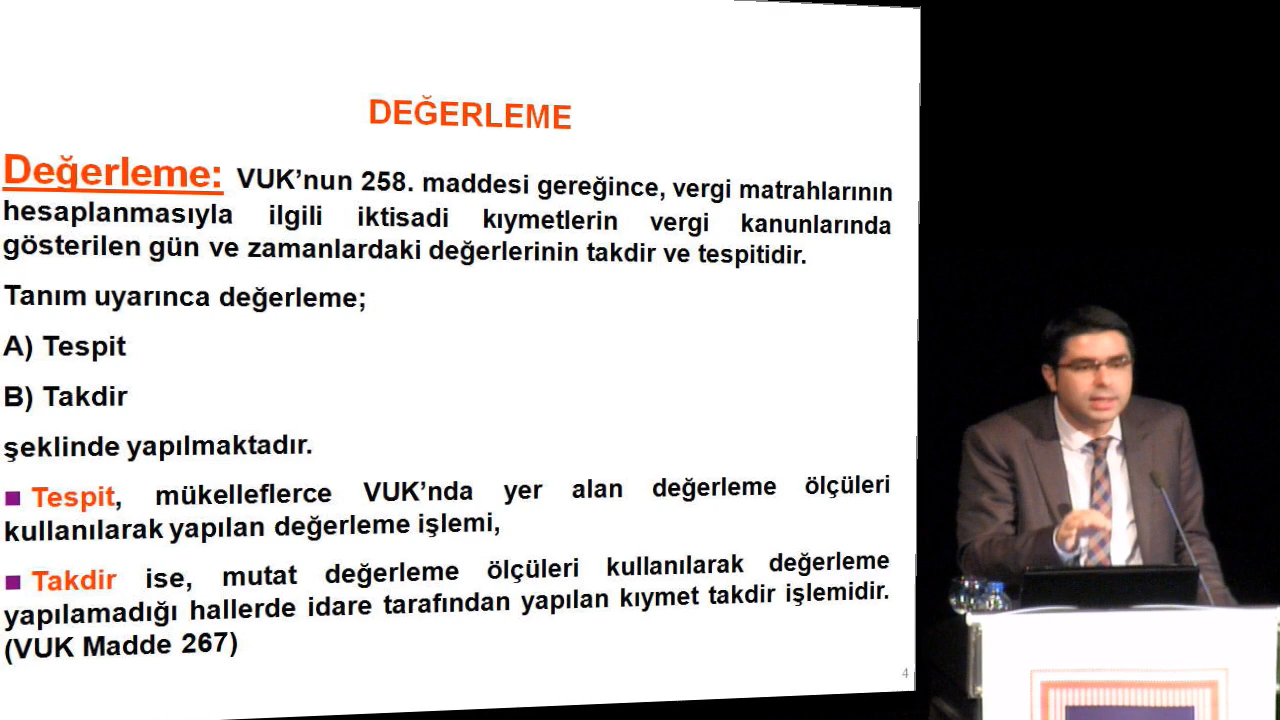 DEĞERLEME
Değerleme: VUK’nun 258. maddesi gereğince, vergi matrahlarının
hesaplanmasıyla ilgili iktisadi kıymetlerin vergi kanunlarında
gösterilen gün ve zamanlardaki değerlerinin takdir ve tespitidir.
Tanım uyarınca değerleme;
A) Tespit
B) Takdir
şeklinde yapılmaktadır.
■ Tespit, mükelleflerce VUK’nda yer alan değerleme ölçüleri
kullanılarak yapılan değerleme işlemi,
■ Takdir ise, mutat değerleme ölçüleri kullanılarak değerleme
yapılamadığı hallerde idare tarafından yapılan kıymet takdir işlemidir.
(VUK Madde 267)
4